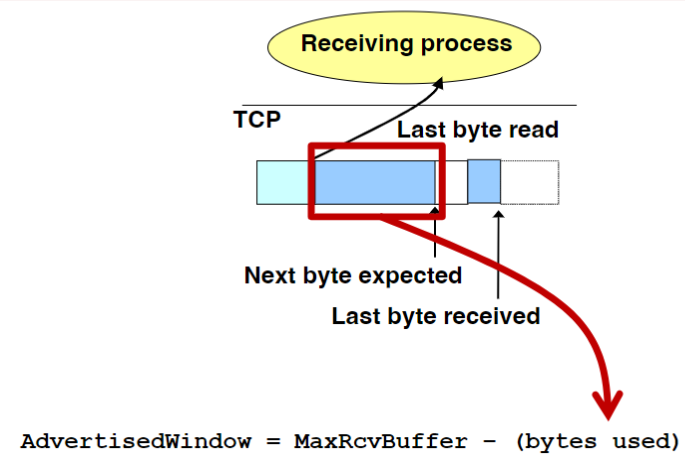 Receiving process
TCP
Last byte read
Next byte expected
Last byte received
AdvertisedWindow = MaxRcvBuffer - (bytes used)